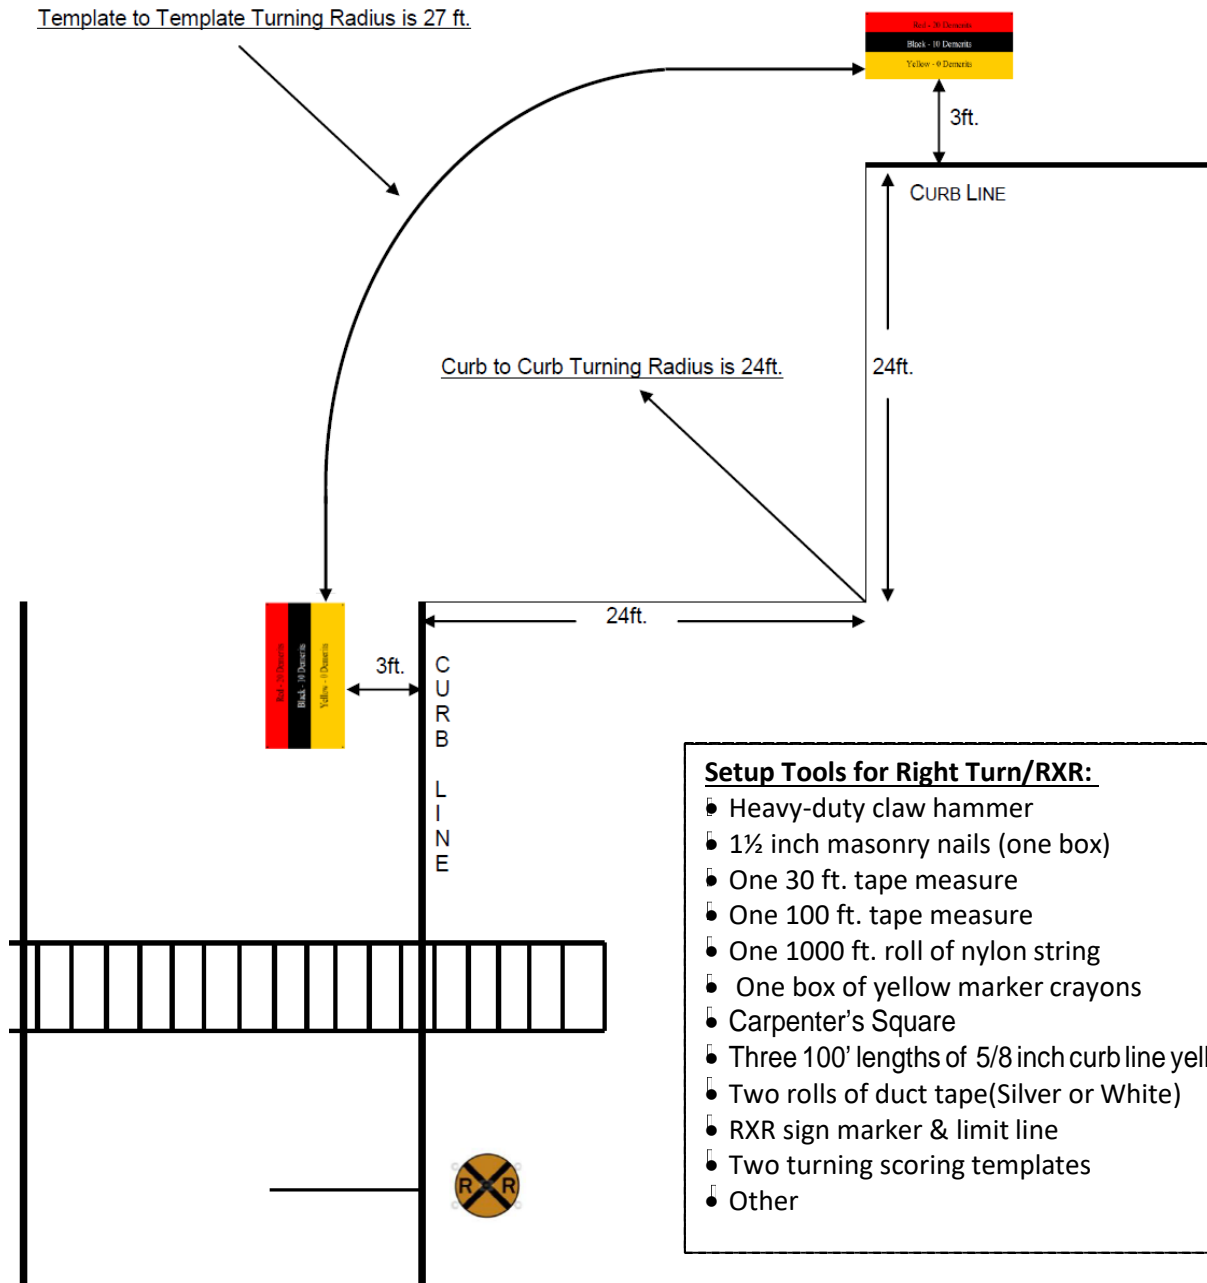 Template to Template Turning Radius is 27 ft.
Red - 20 Demerits
Black - 10 Demerits
Yellow - 0 Demerits
3ft.
CURB LINE
Curb to Curb Turning Radius is 24ft.
24ft.
24ft.
Red - 20 Demerits
Black - 10 Demerits
Yellow - 0 Demerits
3ft.
CURB LINE
Setup Tools for Right Turn/RXR:
• Heavy-duty claw hammer
• 1½ inch masonry nails (one box)
• One 30 ft. tape measure
• One 100 ft. tape measure
• One 1000 ft. roll of nylon string
• One box of yellow marker crayons
• Carpenter's Square
• Three 100' lengths of 5/8 inch curb line yell
• Two rolls of duct tape(Silver or White)
• RXR sign marker & limit line
• Two turning scoring templates
• Other
R R